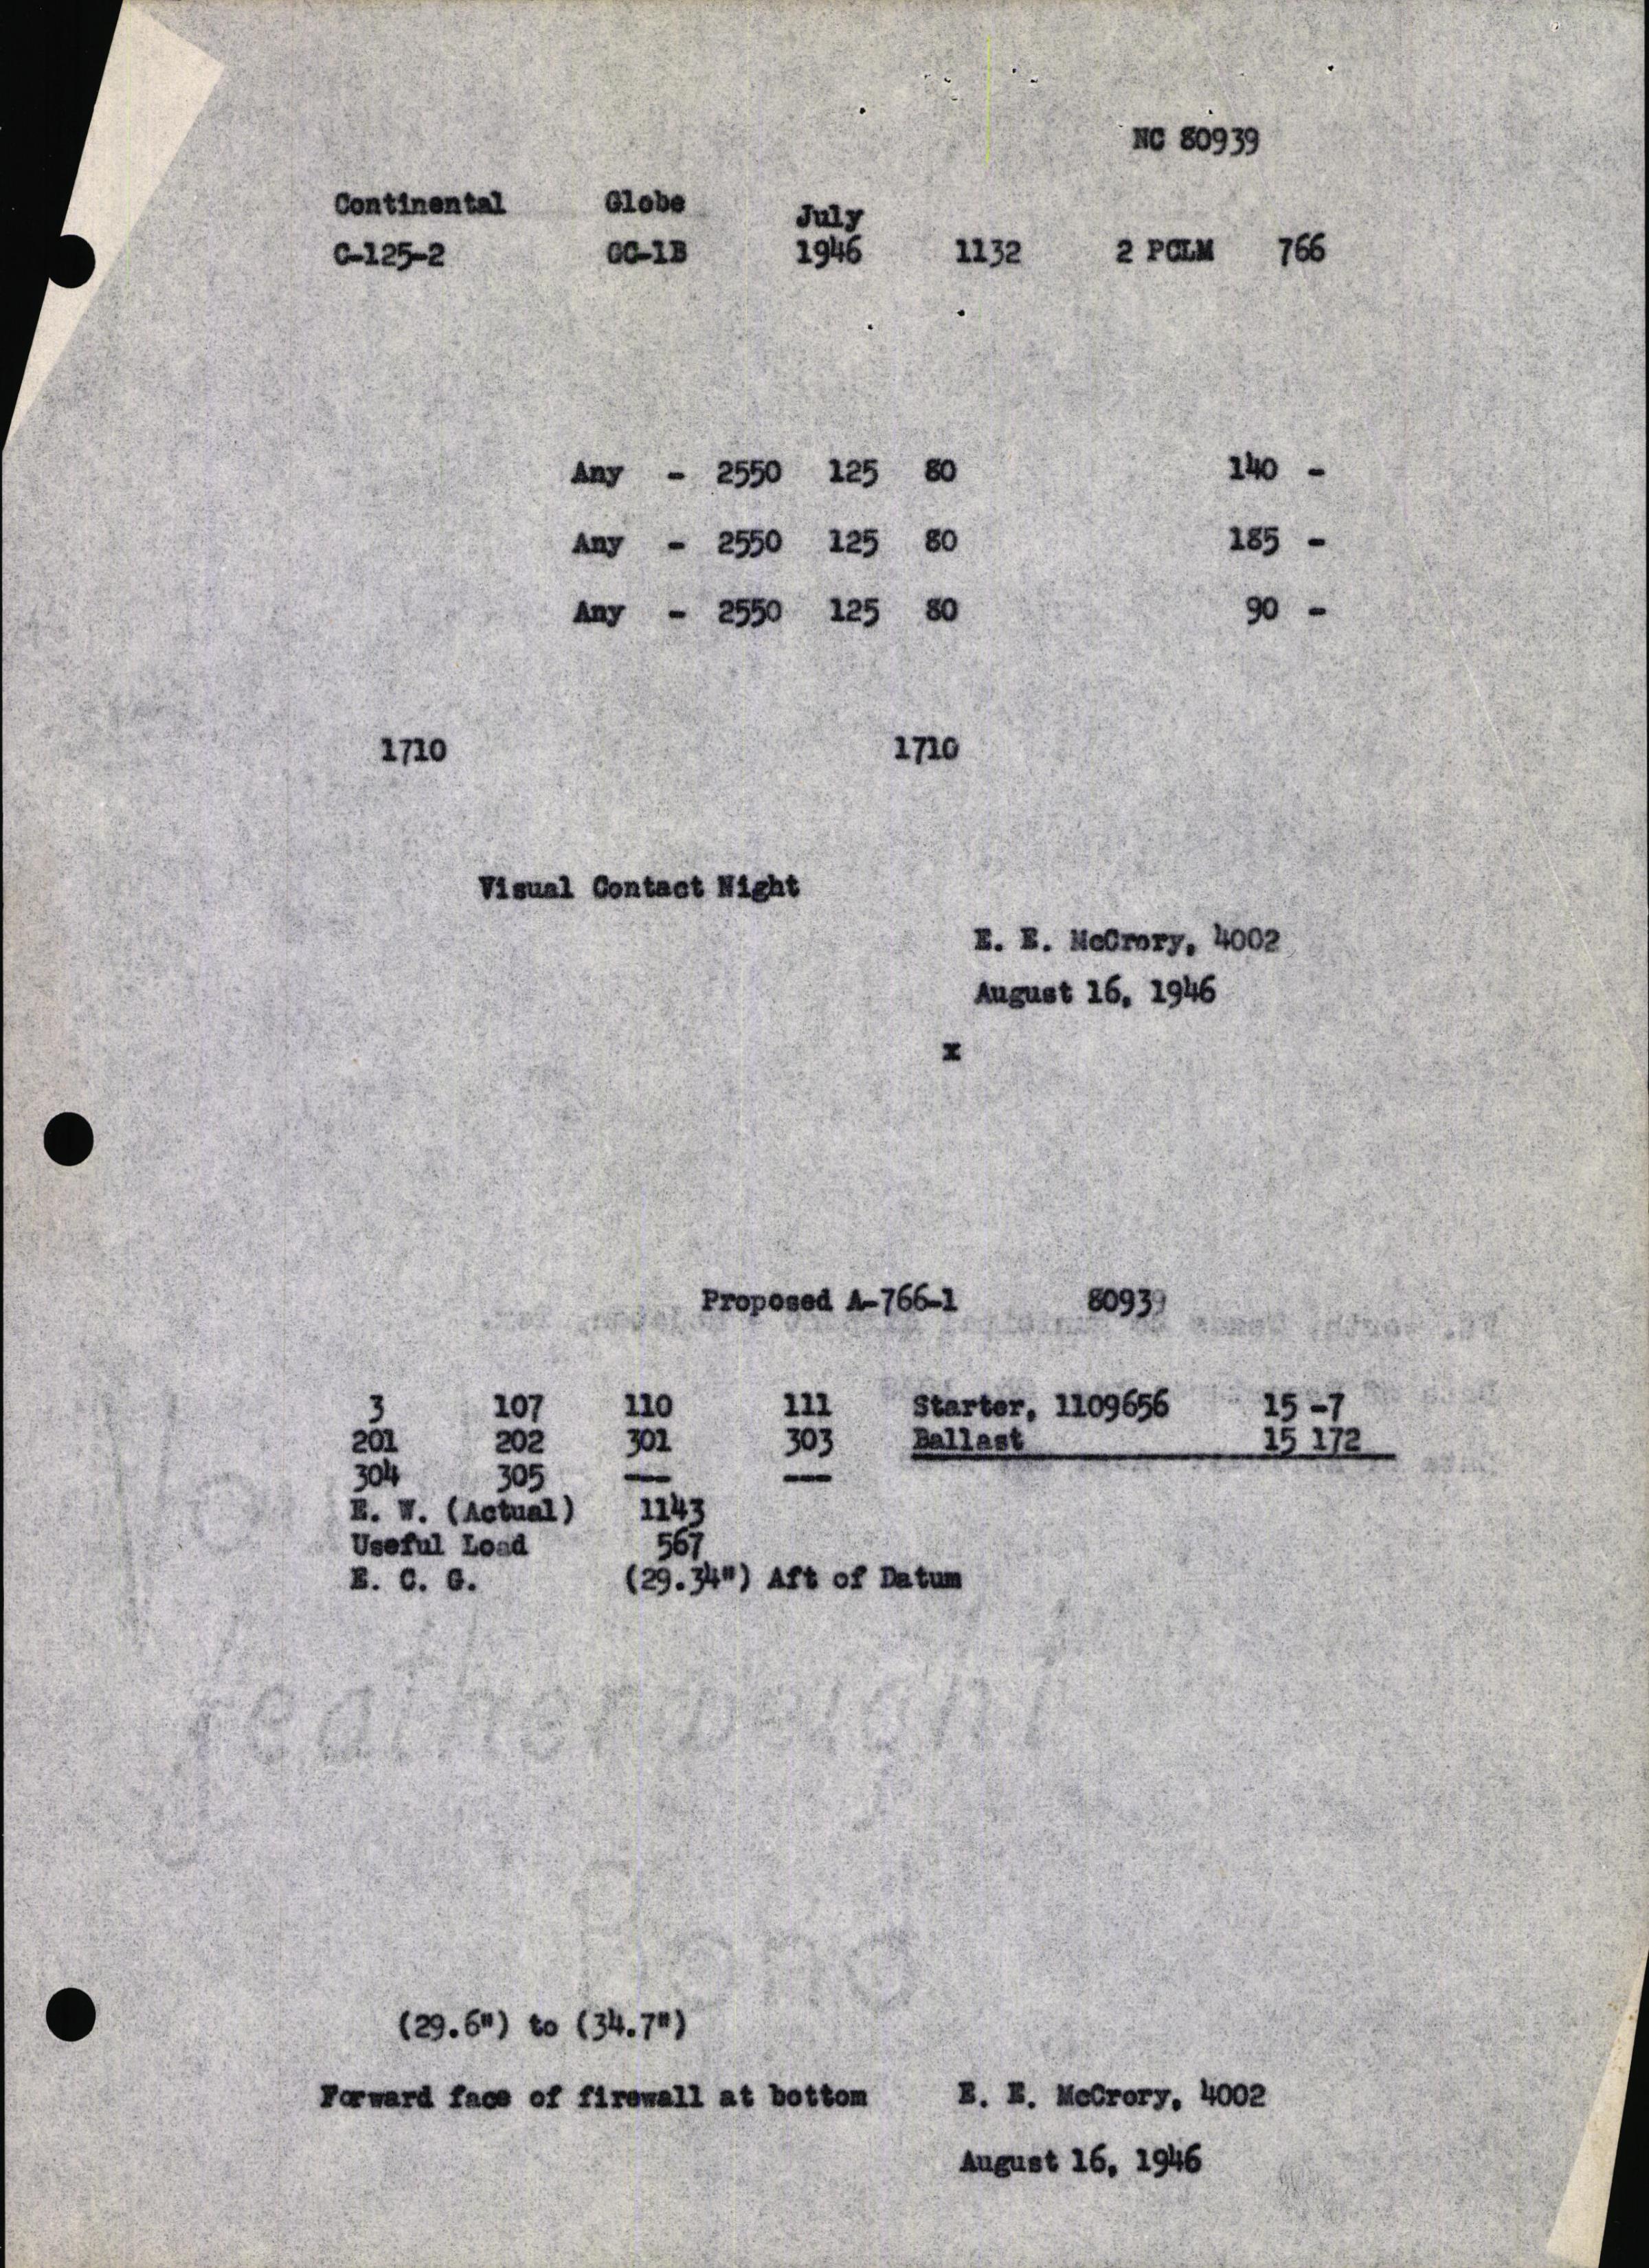 NC 80939
Continental Globe July
C-125-2 GC-1B 1946 1132 2 PCLM 766
Any - 2550 125 80 140 -
Any - 2550 125 80 185 -
Any - 2550 125 80 90 -
1710 1710
Visual Contact Night
E. E. McCrory, 4002
August 16, 1946
x
Proposed A-766-1 80939
3 107 110 111 Starter, 1109656 15 -7
201 202 301 303 Ballast 15 172
304 305 --- ---
E. W. (Actual) 1143
Useful Load 567
E. C. G. (29.34") Aft of Datum
(29.6") to (34.7")
Forward face of firewall at bottom E. E. McCrory, 4002
August 16, 1946